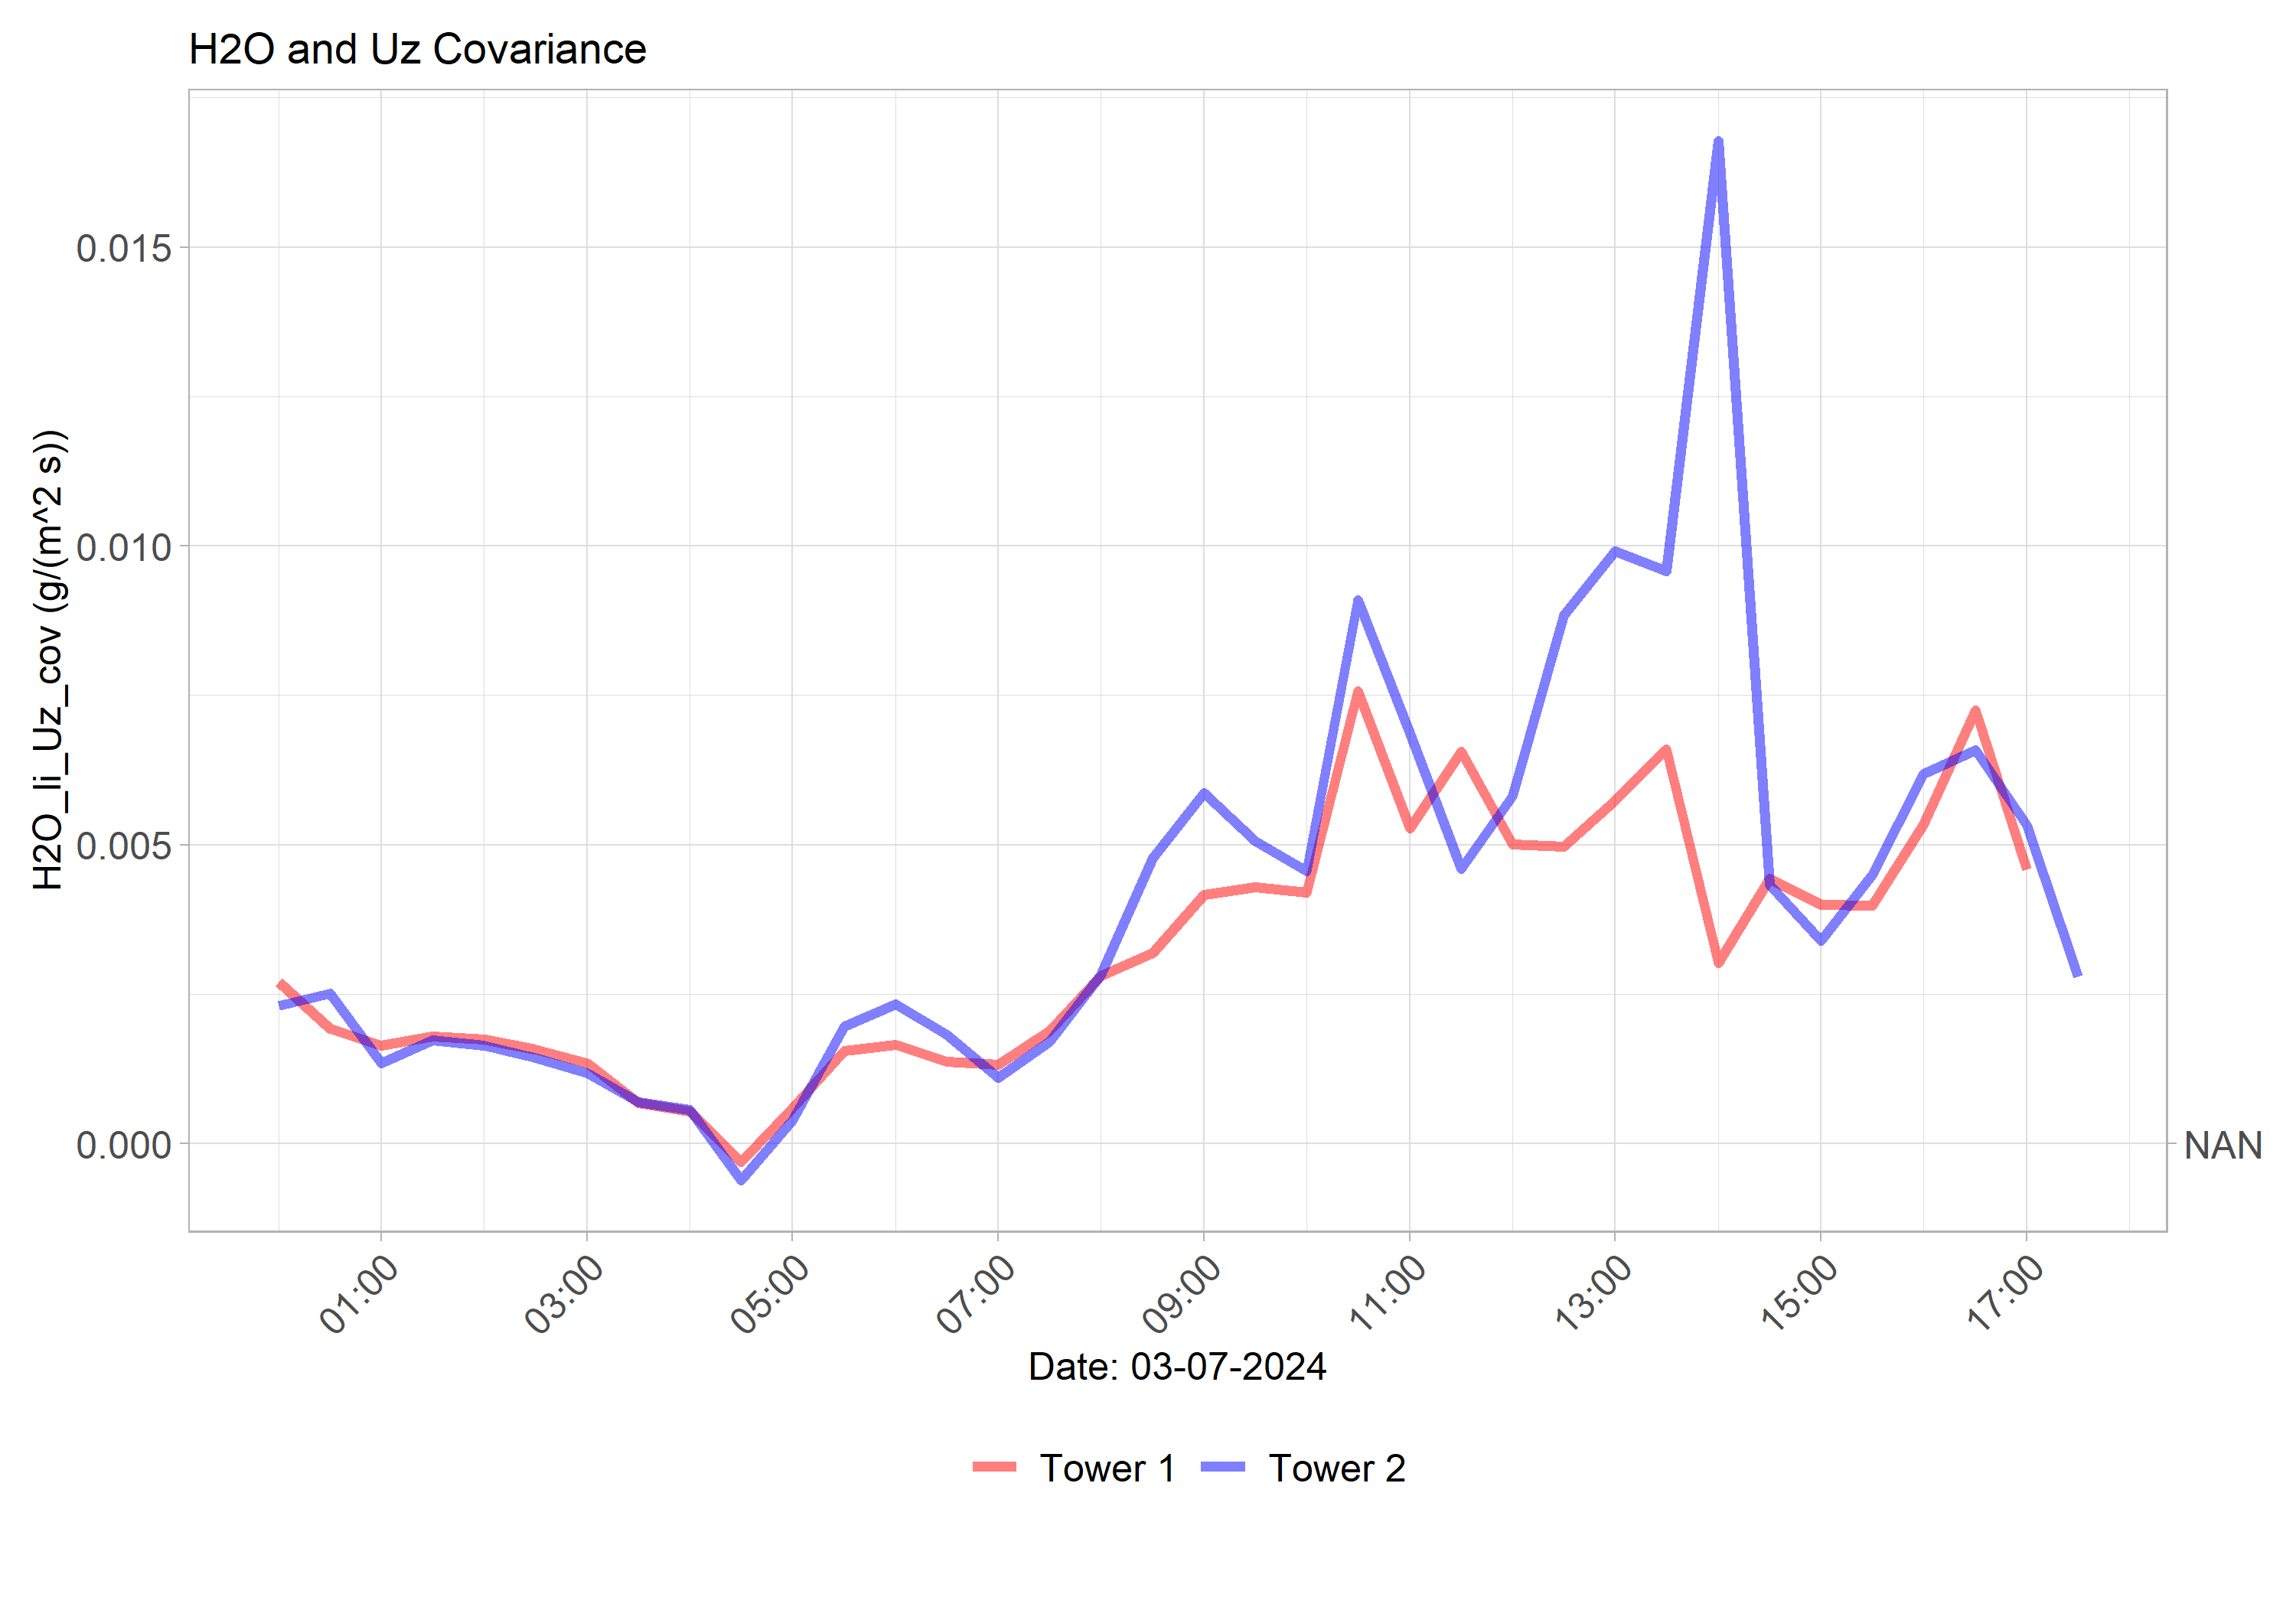 H2O and Uz Covariance
H2O_li_Uz_cov (g/(m^2 s))
0.015
0.010
0.005
0.000
NAN
01:00
03:00
05:00
07:00
09:00
11:00
13:00
15:00
17:00
Date: 03-07-2024
Tower 1
Tower 2